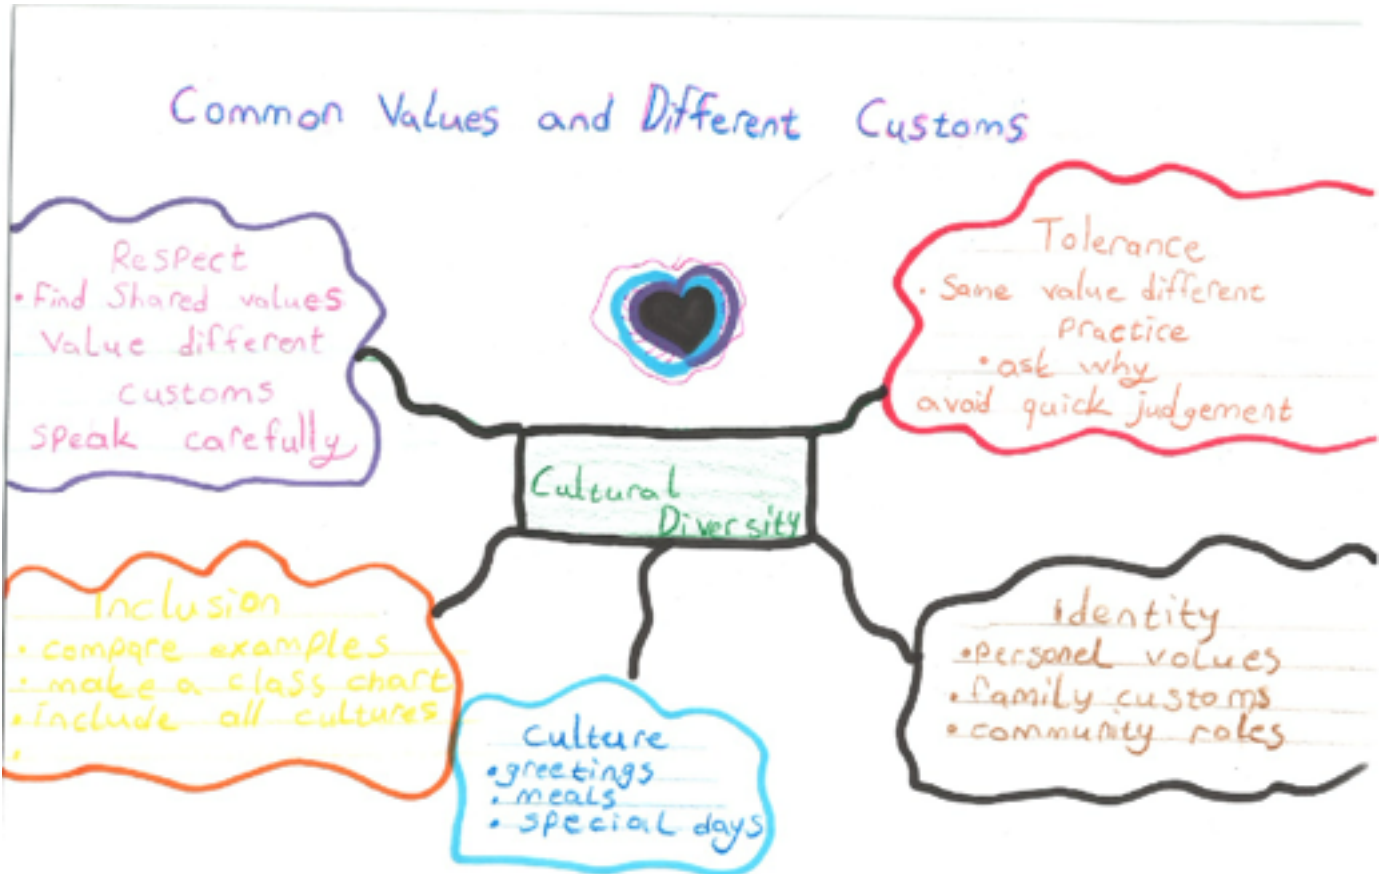 Common Values and Different Customs
Respect
• Find Shared values
Value different
customs
speak carefully
Tolerance
• Same value different
practice
• ask why
avoid quick judgement
Cultural
Diversity
Inclusion
• compare examples
• make a class chart
• include all cultures
•
Culture
• greetings
• meals
• special days
identity
• personel values
• family customs
• community roles